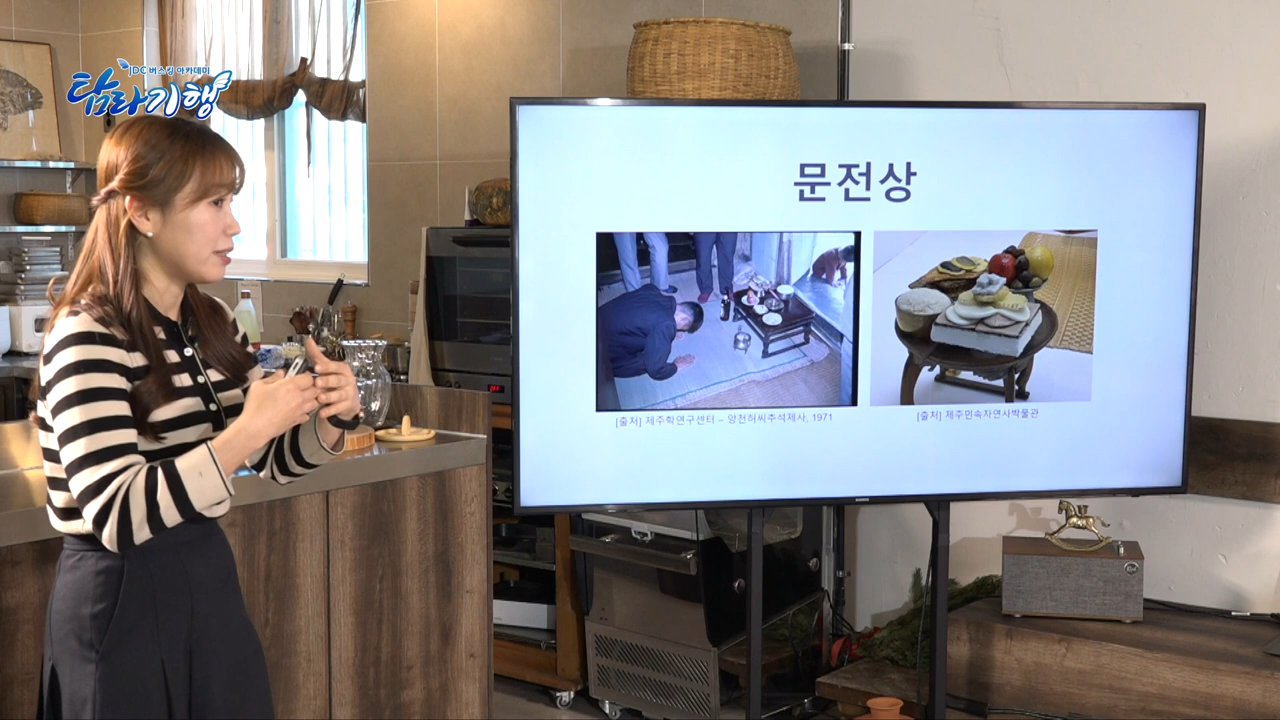 JDC 버스킹 아카데미
탐라기행
문전상
[출처] 제주학연구센터 – 양천허씨추석제사, 1971
[출처] 제주민속자연사박물관